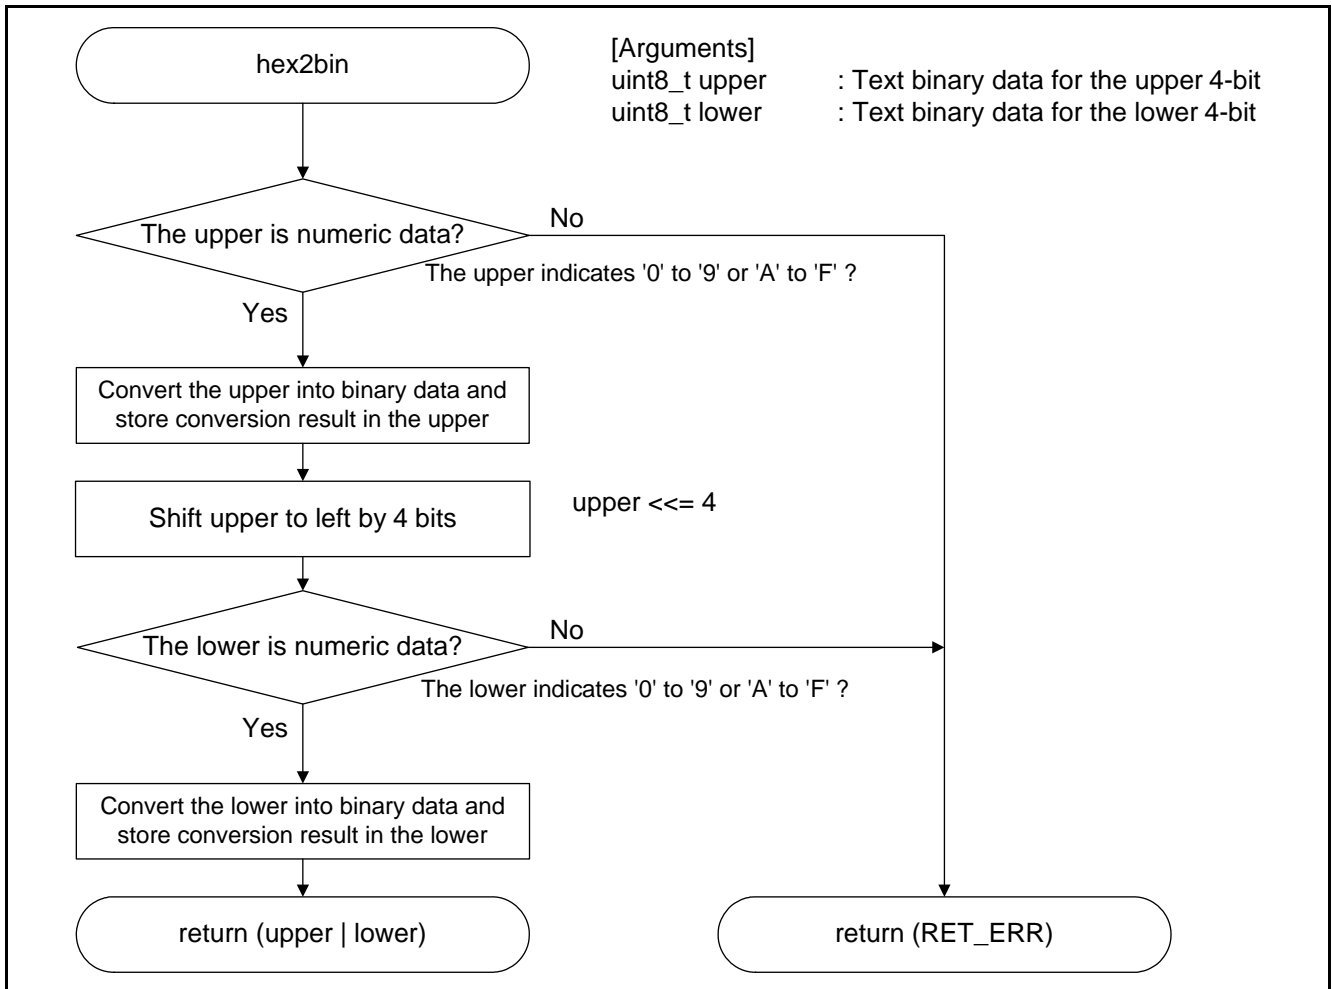 hex2bin
[Arguments]
uint8_t upper : Text binary data for the upper 4-bit
uint8_t lower : Text binary data for the lower 4-bit
The upper is numeric data?
No
The upper indicates '0' to '9' or 'A' to 'F' ?
Yes
Convert the upper into binary data and
store conversion result in the upper
Shift upper to left by 4 bits
upper <<= 4
The lower is numeric data?
No
The lower indicates '0' to '9' or 'A' to 'F' ?
Yes
Convert the lower into binary data and
store conversion result in the lower
return (upper | lower)
return (RET_ERR)